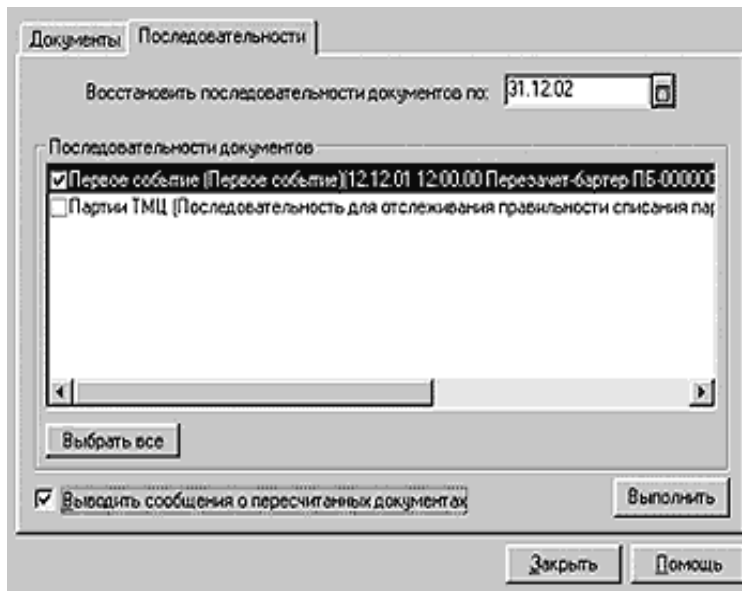 Документы Последовательности
Восстановить последовательности документов по: 31.12.02
Последовательности документов
Первое событие (Первое событие)|12.12.01 12:00.00 Перезачет-бартер ПБ-000000
Партии ТМЦ (Последовательность для отслеживания правильности списания пар
Выбрать все
Выводить сообщения о пересчитанных документах Выполнить
Закрыть Помощь